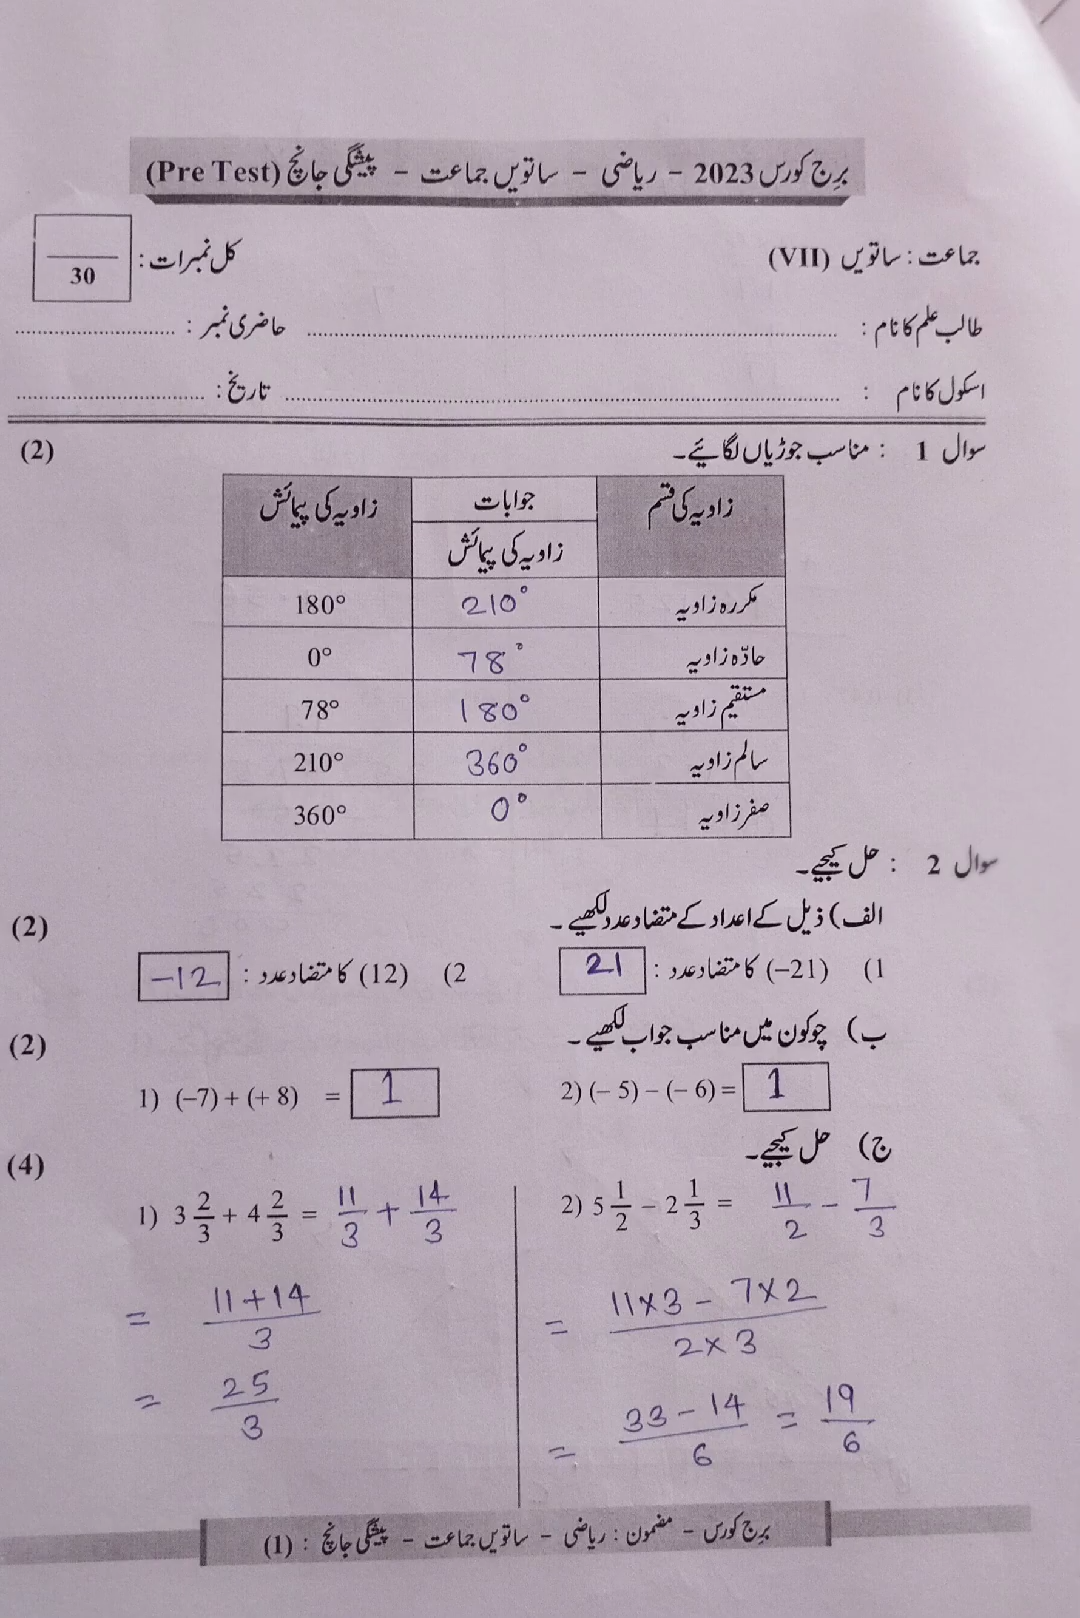 برج کورس 2023 - ریاضی - ساتویں جماعت - پیشگی جانچ (Pre Test)
جماعت : ساتویں (VII) کل نمبرات : 30
طالب علم کا نام : حاضری نمبر :
اسکول کا نام : تاریخ :
سوال 1 : مناسب جوڑیاں لگائیے۔ (2)
زاویہ کی قسم جوابات زاویہ کی پیمائش
زاویہ کی پیمائش
مکررہ زاویہ 210° 180°
حادّہ زاویہ 78° 0°
مستقیم زاویہ 180° 78°
سالم زاویہ 360° 210°
صفر زاویہ 0° 360°
سوال 2 : حل کیجیے۔
الف) ذیل کے اعداد کے متضاد عدد لکھیے۔ (2)
1) (–21) کا متضاد عدد : 21 2) (12) کا متضاد عدد : –12
ب) چوکون میں مناسب جواب لکھیے۔ (2)
1) (–7) + (+ 8) = 1 2) (– 5) – (– 6) = 1
ج) حل کیجیے۔ (4)
1) 3 2/3 + 4 2/3 = 11/3 + 14/3
= 11+14/3
= 25/3
2) 5 1/2 – 2 1/3 = 11/2 – 7/3
= 11×3 – 7×2/2×3
= 33 – 14/6 = 19/6
برج کورس - مضمون : ریاضی - ساتویں جماعت - پیشگی جانچ : (1)